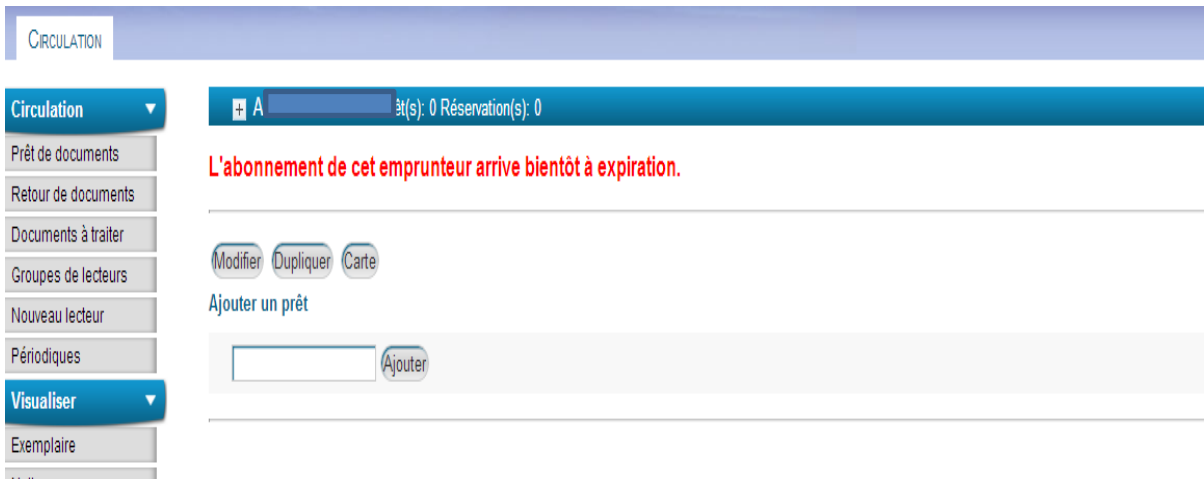 CIRCULATION
Circulation
Prêt de documents
Retour de documents
Documents à traiter
Groupes de lecteurs
Nouveau lecteur
Périodiques
Visualiser
Exemplaire
+ A êt(s): 0 Réservation(s): 0
L'abonnement de cet emprunteur arrive bientôt à expiration.
Modifier Dupliquer Carte
Ajouter un prêt
Ajouter